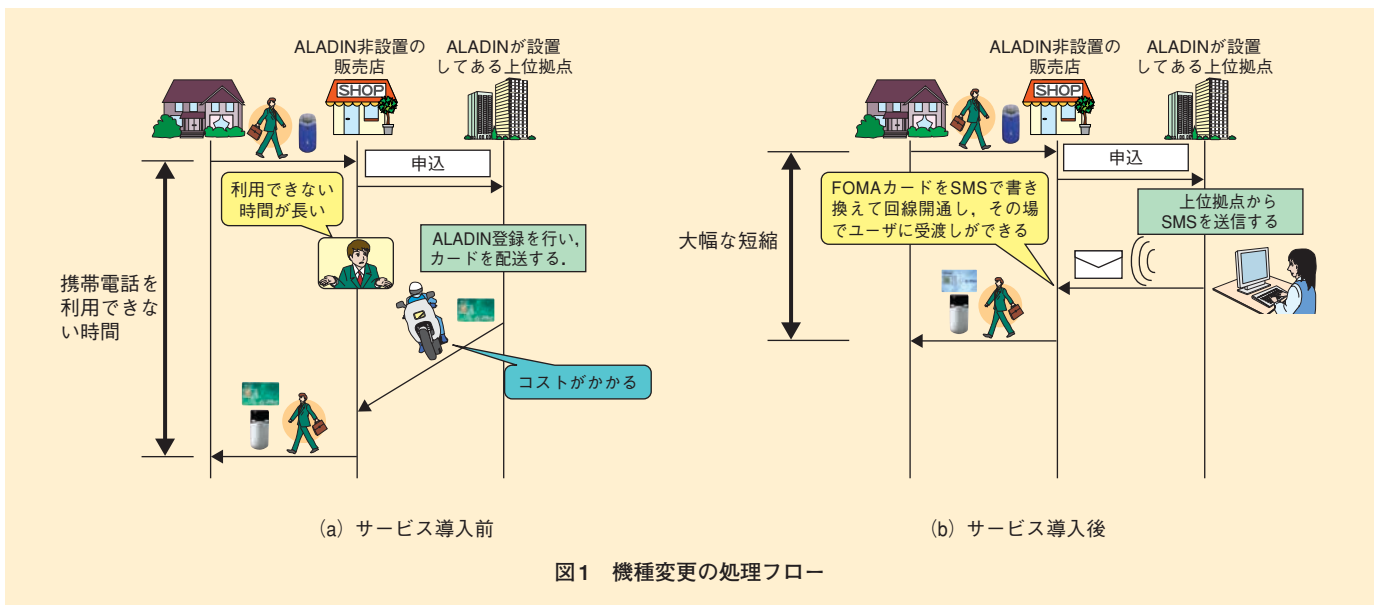 ALADIN非設置の
販売店
ALADINが設置
してある上位拠点
SHOP
申込
利用できない
時間が長い
ALADIN登録を行い,
カードを配送する.
携帯電話を
利用できな
い時間
コストがかかる
(a) サービス導入前
ALADIN非設置の
販売店
ALADINが設置
してある上位拠点
SHOP
申込
FOMAカードをSMSで書き
換えて回線開通し，その場
でユーザに受渡しができる
上位拠点から
SMSを送信する
大幅な短縮
(b) サービス導入後
図1 機種変更の処理フロー